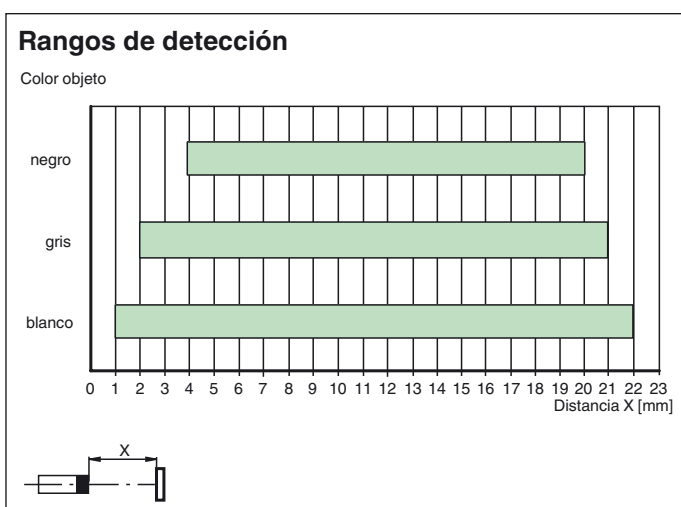 Rangos de detección
Color objeto
negro
gris
blanco
0 1 2 3 4 5 6 7 8 9 10 11 12 13 14 15 16 17 18 19 20 21 22 23
Distancia X [mm]
X